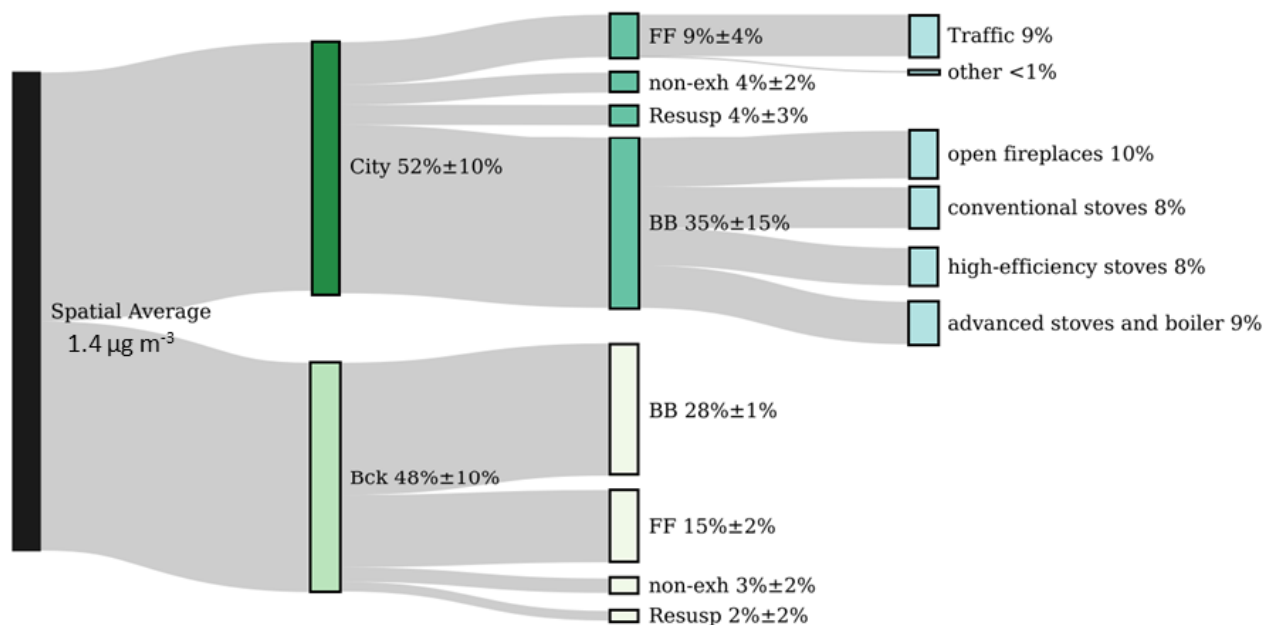 Spatial Average
1.4 µg m⁻³
City 52%±10%
Bck 48%±10%
FF 9%±4%
non-exh 4%±2%
Resusp 4%±3%
BB 35%±15%
BB 28%±1%
FF 15%±2%
non-exh 3%±2%
Resusp 2%±2%
Traffic 9%
other <1%
open fireplaces 10%
conventional stoves 8%
high-efficiency stoves 8%
advanced stoves and boiler 9%